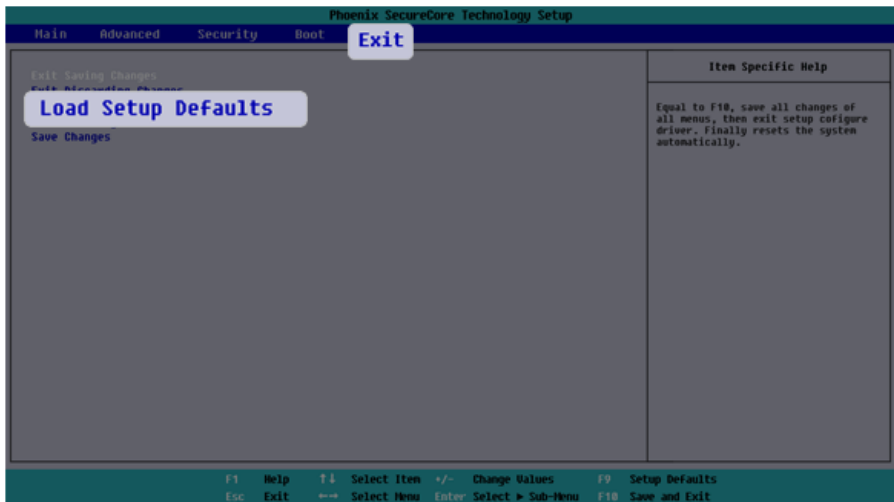 Phoenix SecureCore Technology Setup
Main Advanced Security Boot Exit
Item Specific Help
Exit Saving Changes
Exit Discarding Changes
Load Setup Defaults
Save Changes
Equal to F10, save all changes of
all menus, then exit setup cofigure
driver. Finally resets the system
automatically.
F1 Help ↑↓ Select Item +/- Change Values F9 Setup Defaults
Esc Exit ←→ Select Menu Enter Select ▶ Sub-Menu F10 Save and Exit